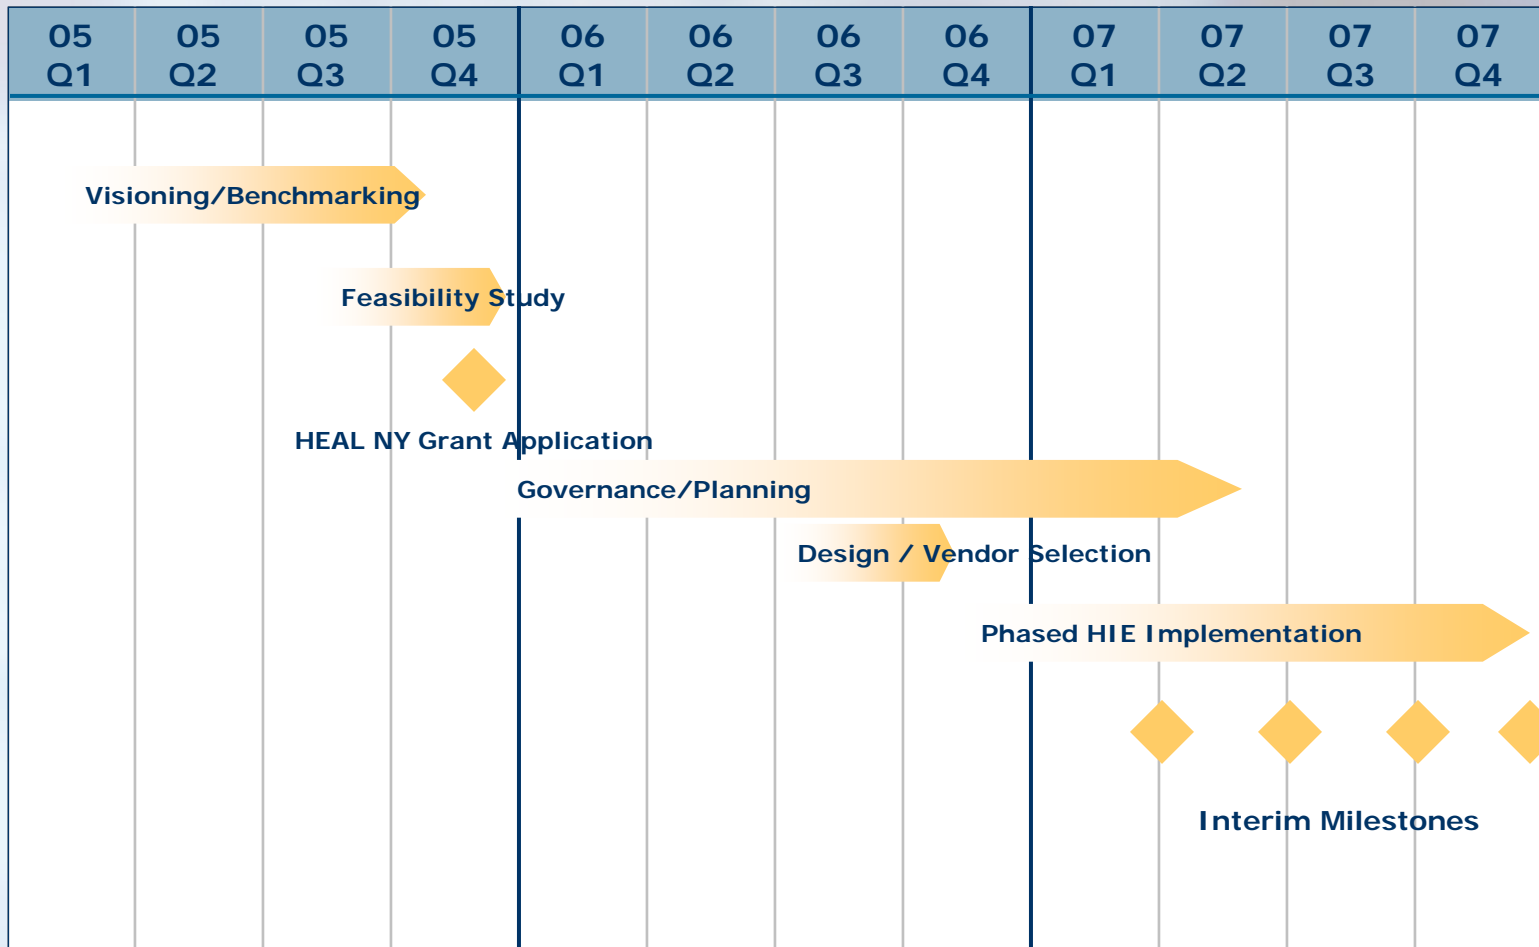 05 05 05 05 06 06 06 06 07 07 07 07
Q1 Q2 Q3 Q4 Q1 Q2 Q3 Q4 Q1 Q2 Q3 Q4
Visioning/Benchmarking
Feasibility Study
HEAL NY Grant Application
Governance/Planning
Design / Vendor Selection
Phased HIE Implementation
Interim Milestones